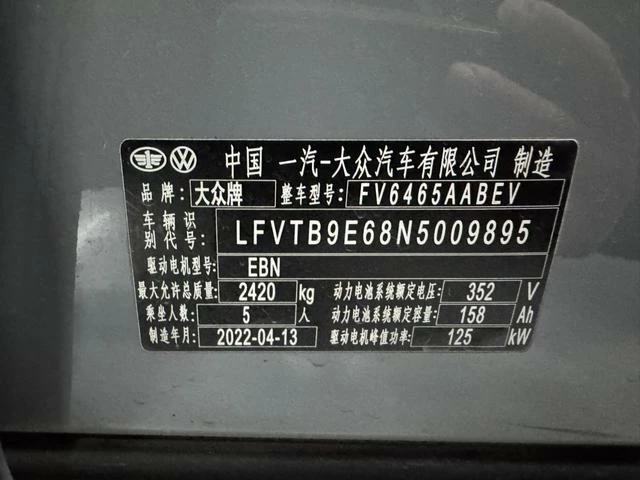 中国 一汽-大众汽车有限公司 制造
品牌: 大众牌 整车型号: FV6465AABEV
车辆识别代号: LFVTB9E68N5009895
驱动电机型号: EBN
最大允许总质量: 2420 kg 动力电池系统额定电压: 352 V
乘坐人数: 5 人 动力电池系统额定容量: 158 Ah
制造年月: 2022-04-13 驱动电机峰值功率: 125 kW